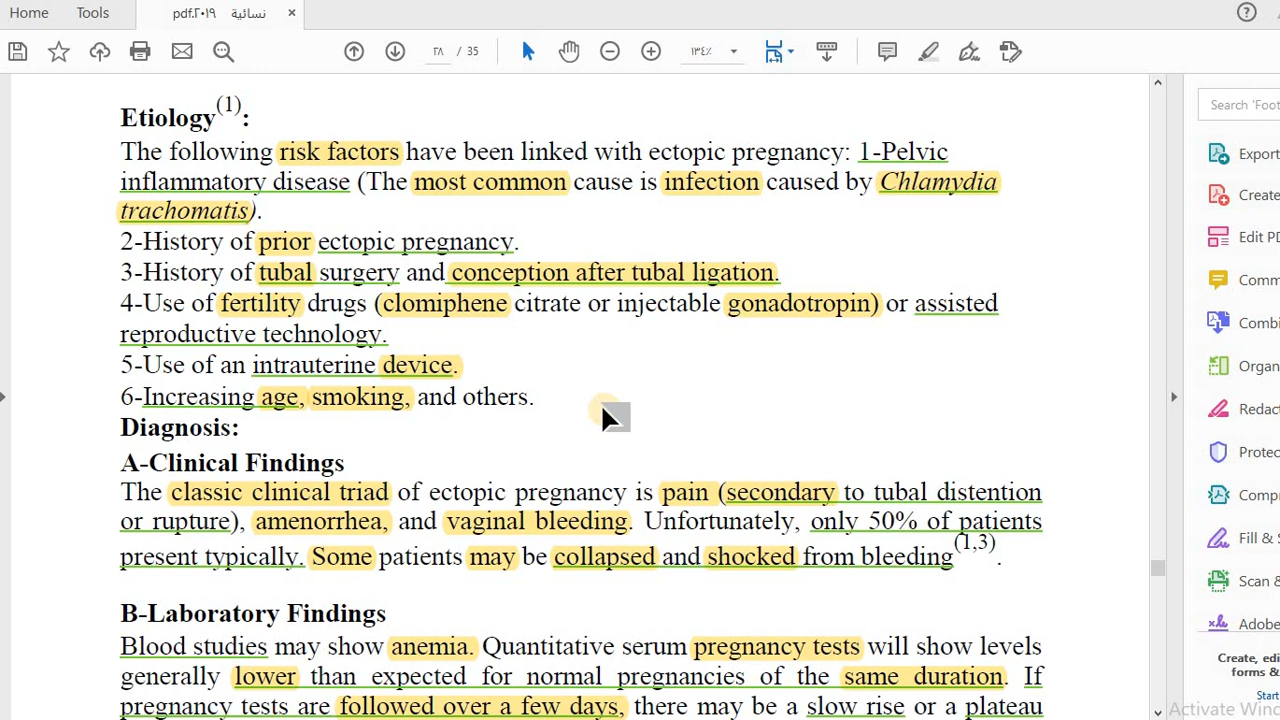 Home Tools نسائية ٢٠١٩.pdf ×
٢٨ / 35 ١٣٤٪
Etiology(1):
The following risk factors have been linked with ectopic pregnancy: 1-Pelvic
inflammatory disease (The most common cause is infection caused by Chlamydia
trachomatis).
2-History of prior ectopic pregnancy.
3-History of tubal surgery and conception after tubal ligation.
4-Use of fertility drugs (clomiphene citrate or injectable gonadotropin) or assisted
reproductive technology.
5-Use of an intrauterine device.
6-Increasing age, smoking, and others.
Diagnosis:
A-Clinical Findings
The classic clinical triad of ectopic pregnancy is pain (secondary to tubal distention
or rupture), amenorrhea, and vaginal bleeding. Unfortunately, only 50% of patients
present typically. Some patients may be collapsed and shocked from bleeding(1,3).
B-Laboratory Findings
Blood studies may show anemia. Quantitative serum pregnancy tests will show levels
generally lower than expected for normal pregnancies of the same duration. If
pregnancy tests are followed over a few days, there may be a slow rise or a plateau
Search 'Foot
Export
Create
Edit PD
Comm
Combi
Organ
Redact
Protec
Compr
Fill & S
Scan &
Adobe
Create, edi
forms &
Start
Activate Wind